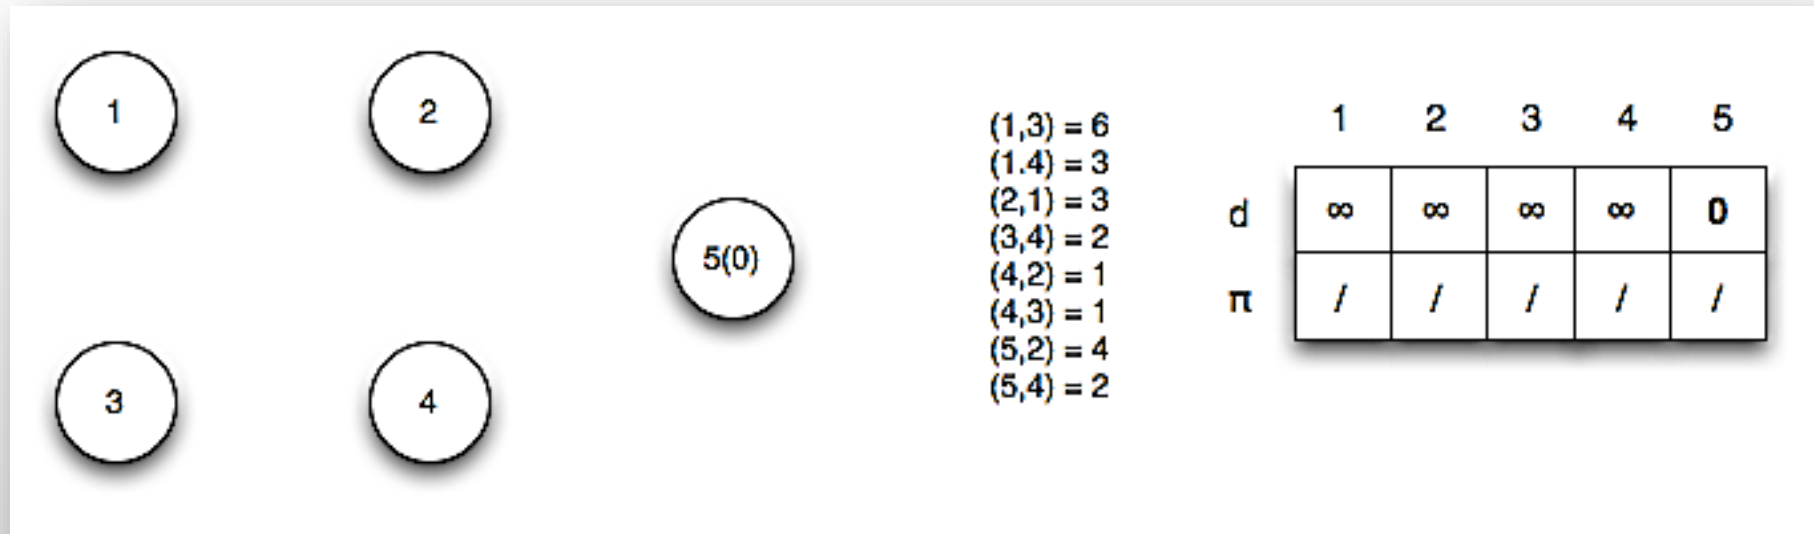 1
2
5(0)
3
4
(1,3) = 6
(1.4) = 3
(2,1) = 3
(3,4) = 2
(4,2) = 1
(4,3) = 1
(5,2) = 4
(5,4) = 2
1 2 3 4 5
d ∞ ∞ ∞ ∞ 0
π / / / / /